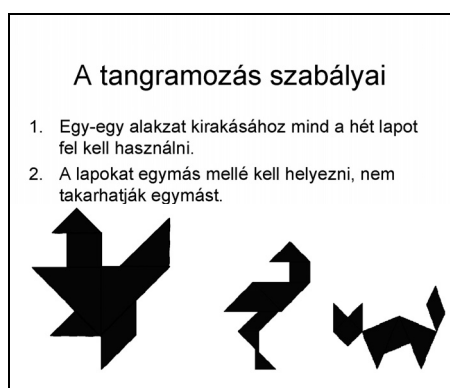 A tangramozás szabályai
1. Egy-egy alakzat kirakásához mind a hét lapot
fel kell használni.
2. A lapokat egymás mellé kell helyezni, nem
takarhatják egymást.